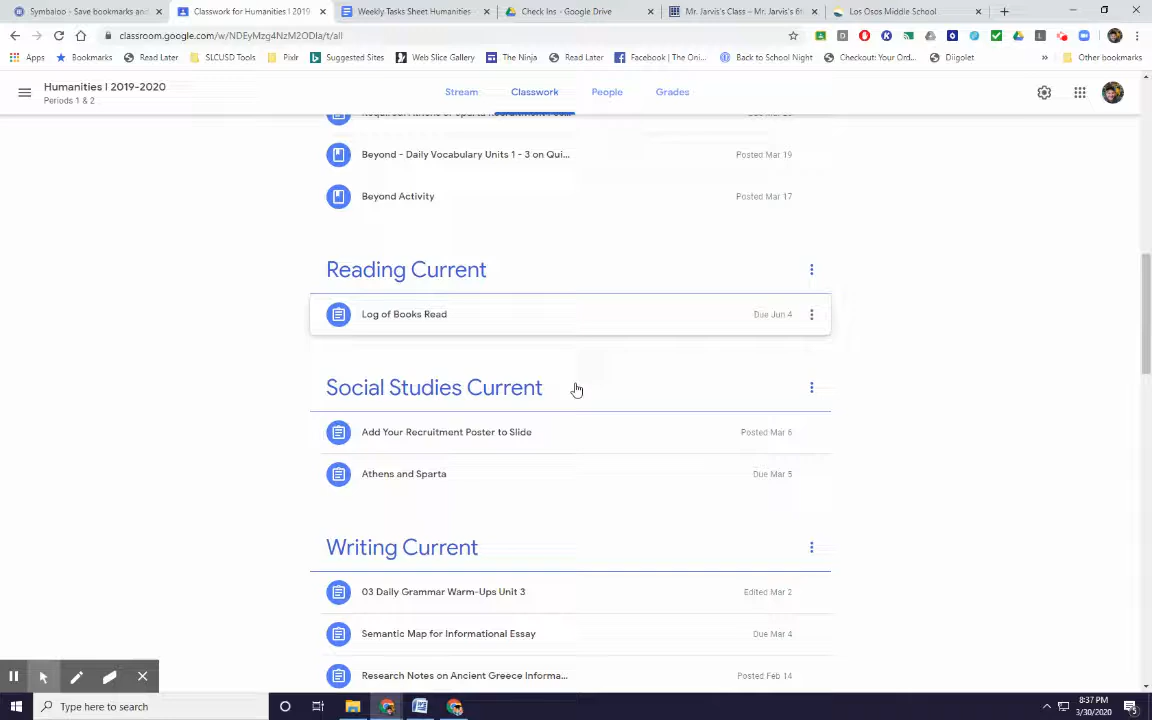 Symbaloo - Save bookmarks and
Classwork for Humanities I 2019
Weekly Tasks Sheet Humanities
Check Ins - Google Drive
Mr. Jarvis's Class – Mr. Jarvis's 6t
Los Osos Middle School
classroom.google.com/w/NDEyMzg4NzM2ODla/t/all
Apps
Bookmarks
Read Later
SLCUSD Tools
Pixlr
Suggested Sites
Web Slice Gallery
The Ninja
Read Later
Facebook | The Oni...
Back to School Night
Checkout: Your Ord...
Diigolet
»
Other bookmarks
Humanities I 2019-2020
Periods 1 & 2
Stream
Classwork
People
Grades
Beyond - Daily Vocabulary Units 1 - 3 on Qui...
Posted Mar 19
Beyond Activity
Posted Mar 17
Reading Current
Log of Books Read
Due Jun 4
Social Studies Current
Add Your Recruitment Poster to Slide
Posted Mar 6
Athens and Sparta
Due Mar 5
Writing Current
03 Daily Grammar Warm-Ups Unit 3
Edited Mar 2
Semantic Map for Informational Essay
Due Mar 4
Research Notes on Ancient Greece Informa...
Posted Feb 14
Type here to search
8:37 PM
3/30/2020